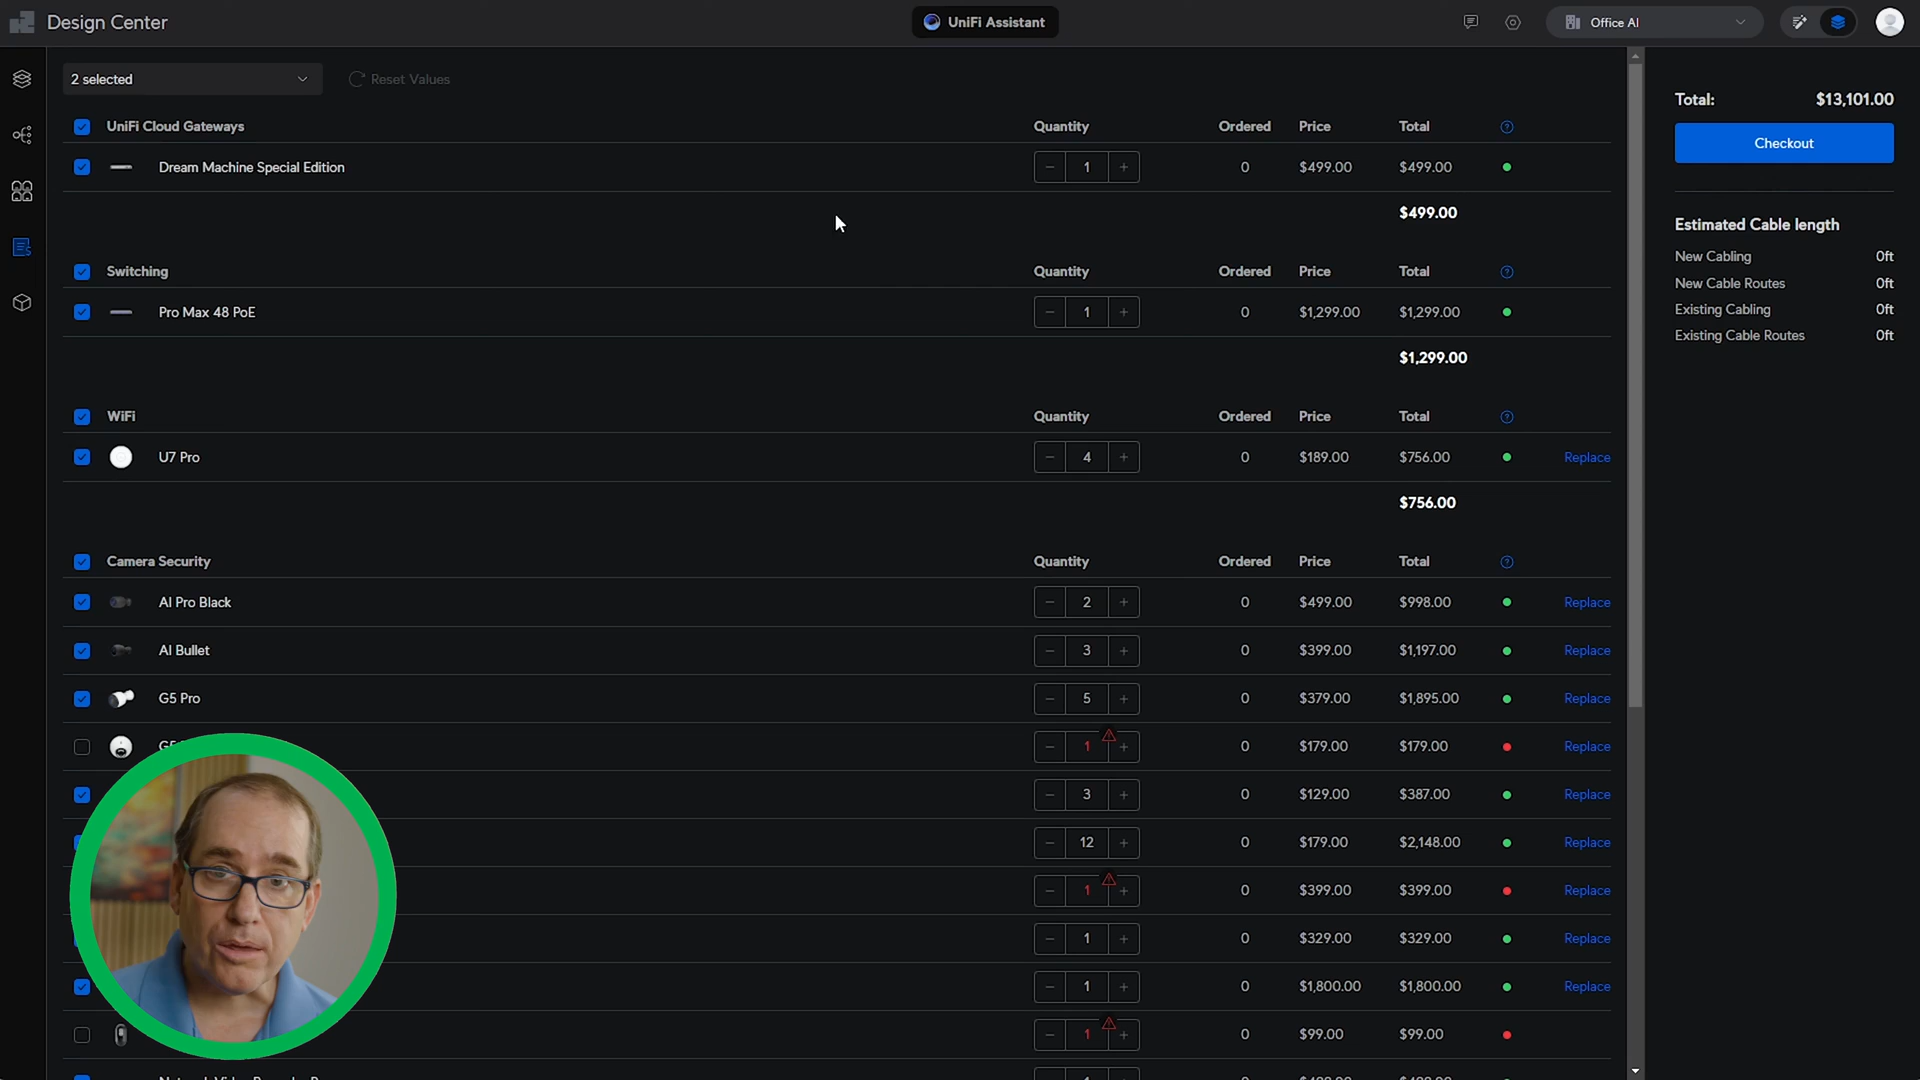 Design Center
UniFi Assistant
Office AI
2 selected
Reset Values
UniFi Cloud Gateways Quantity Ordered Price Total
Dream Machine Special Edition 1 0 $499.00 $499.00
$499.00
Switching Quantity Ordered Price Total
Pro Max 48 PoE 1 0 $1,299.00 $1,299.00
$1,299.00
WiFi Quantity Ordered Price Total
U7 Pro 4 0 $189.00 $756.00 Replace
$756.00
Camera Security Quantity Ordered Price Total
AI Pro Black 2 0 $499.00 $998.00 Replace
AI Bullet 3 0 $399.00 $1,197.00 Replace
G5 Pro 5 0 $379.00 $1,895.00 Replace
1 0 $179.00 $179.00 Replace
3 0 $129.00 $387.00 Replace
12 0 $179.00 $2,148.00 Replace
1 0 $399.00 $399.00 Replace
1 0 $329.00 $329.00 Replace
1 0 $1,800.00 $1,800.00 Replace
1 0 $99.00 $99.00
Total: $13,101.00
Checkout
Estimated Cable length
New Cabling 0ft
New Cable Routes 0ft
Existing Cabling 0ft
Existing Cable Routes 0ft